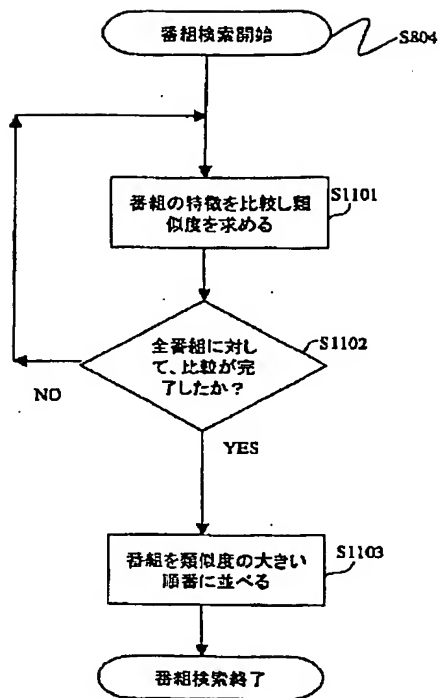 番組検索開始
S804
番組の特徴を比較し類
似度を求める
S1101
全番組に対し
て、比較が完
了したか？
S1102
NO
YES
番組を類似度の大きい
順番に並べる
S1103
番組検索終了